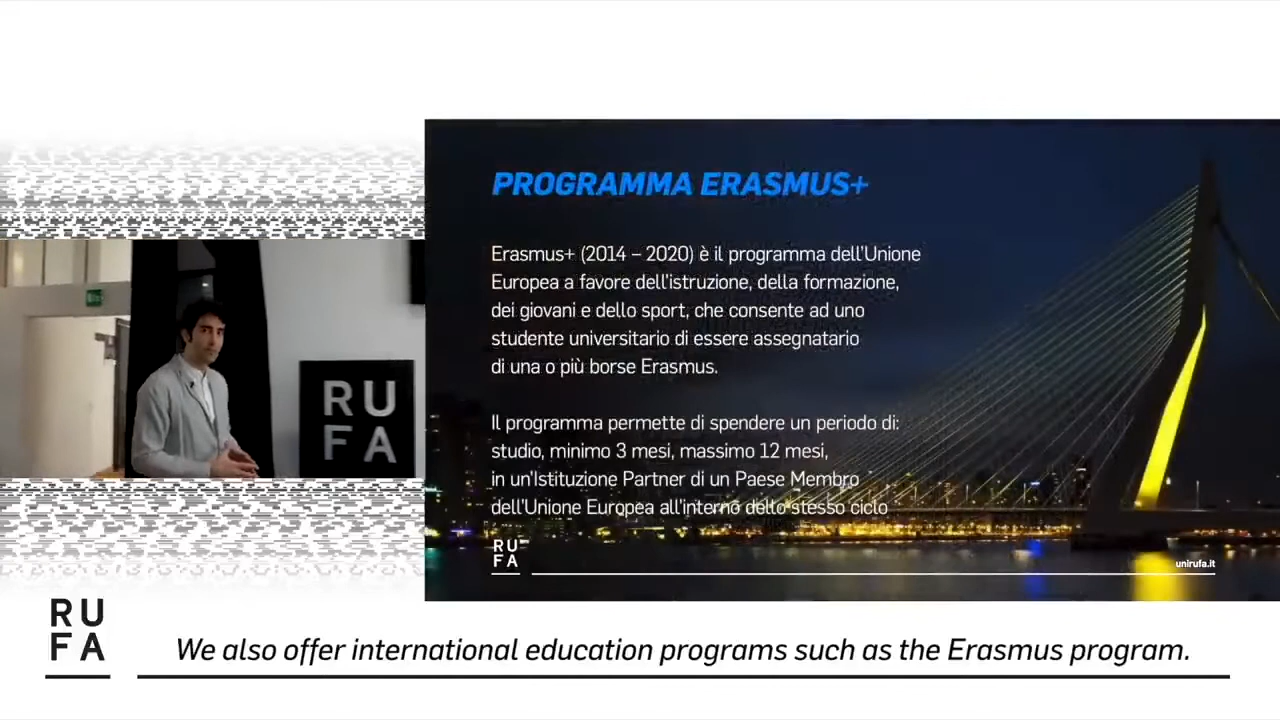 PROGRAMMA ERASMUS+
Erasmus+ (2014 – 2020) è il programma dell'Unione
Europea a favore dell'istruzione, della formazione,
dei giovani e dello sport, che consente ad uno
studente universitario di essere assegnatario
di una o più borse Erasmus.
Il programma permette di spendere un periodo di:
studio, minimo 3 mesi, massimo 12 mesi,
in un'Istituzione Partner di un Paese Membro
dell'Unione Europea all'interno dello stesso ciclo
RU
FA
unirufa.it
RU
FA
RU
FA
We also offer international education programs such as the Erasmus program.